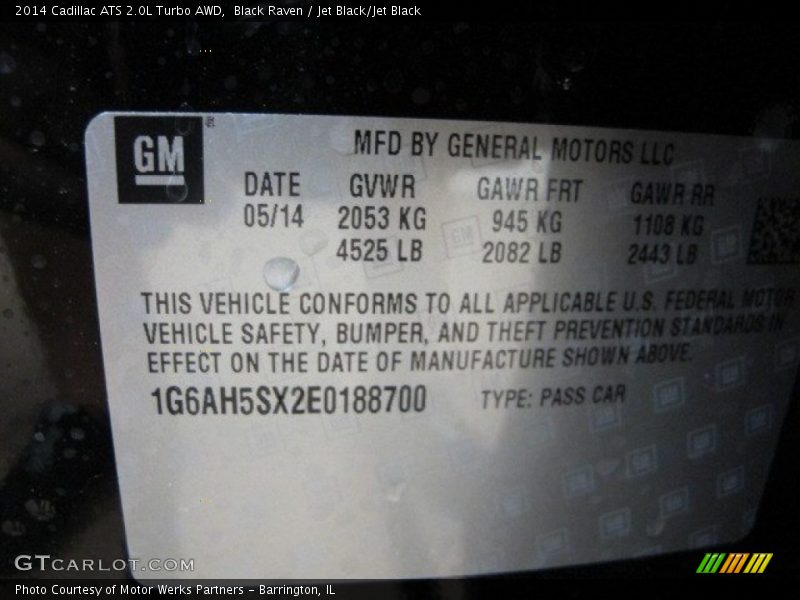 2014 Cadillac ATS 2.0L Turbo AWD,  Black Raven / Jet Black/Jet Black
GM
MFD BY GENERAL MOTORS LLC
DATE GVWR GAWR FRT GAWR RR
05/14 2053 KG 945 KG 1108 KG
4525 LB 2082 LB 2443 LB
THIS VEHICLE CONFORMS TO ALL APPLICABLE U.S. FEDERAL MOTOR
VEHICLE SAFETY, BUMPER, AND THEFT PREVENTION STANDARDS IN
EFFECT ON THE DATE OF MANUFACTURE SHOWN ABOVE.
1G6AH5SX2E0188700 TYPE: PASS CAR
GTCARLOT.COM
Photo Courtesy of Motor Werks Partners - Barrington, IL